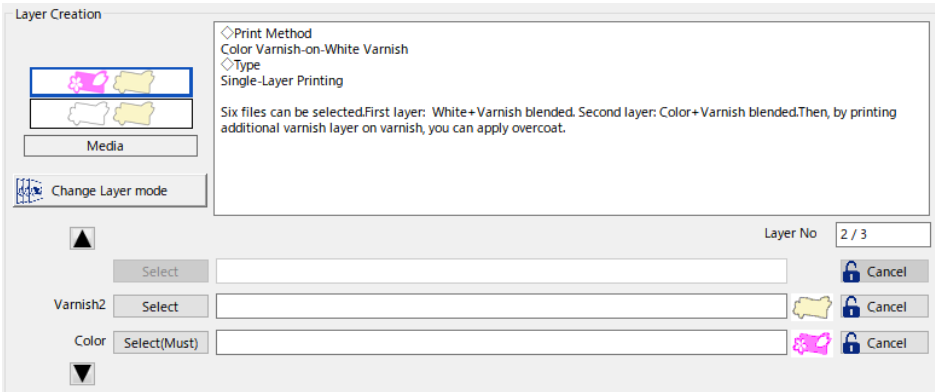 Layer Creation
◇Print Method
Color Varnish-on-White Varnish
◇Type
Single-Layer Printing
Six files can be selected.First layer:  White+Varnish blended. Second layer: Color+Varnish blended.Then, by printing
additional varnish layer on varnish, you can apply overcoat.
Media
Change Layer mode
Layer No 2 / 3
Select Cancel
Varnish2 Select Cancel
Color Select(Must) Cancel